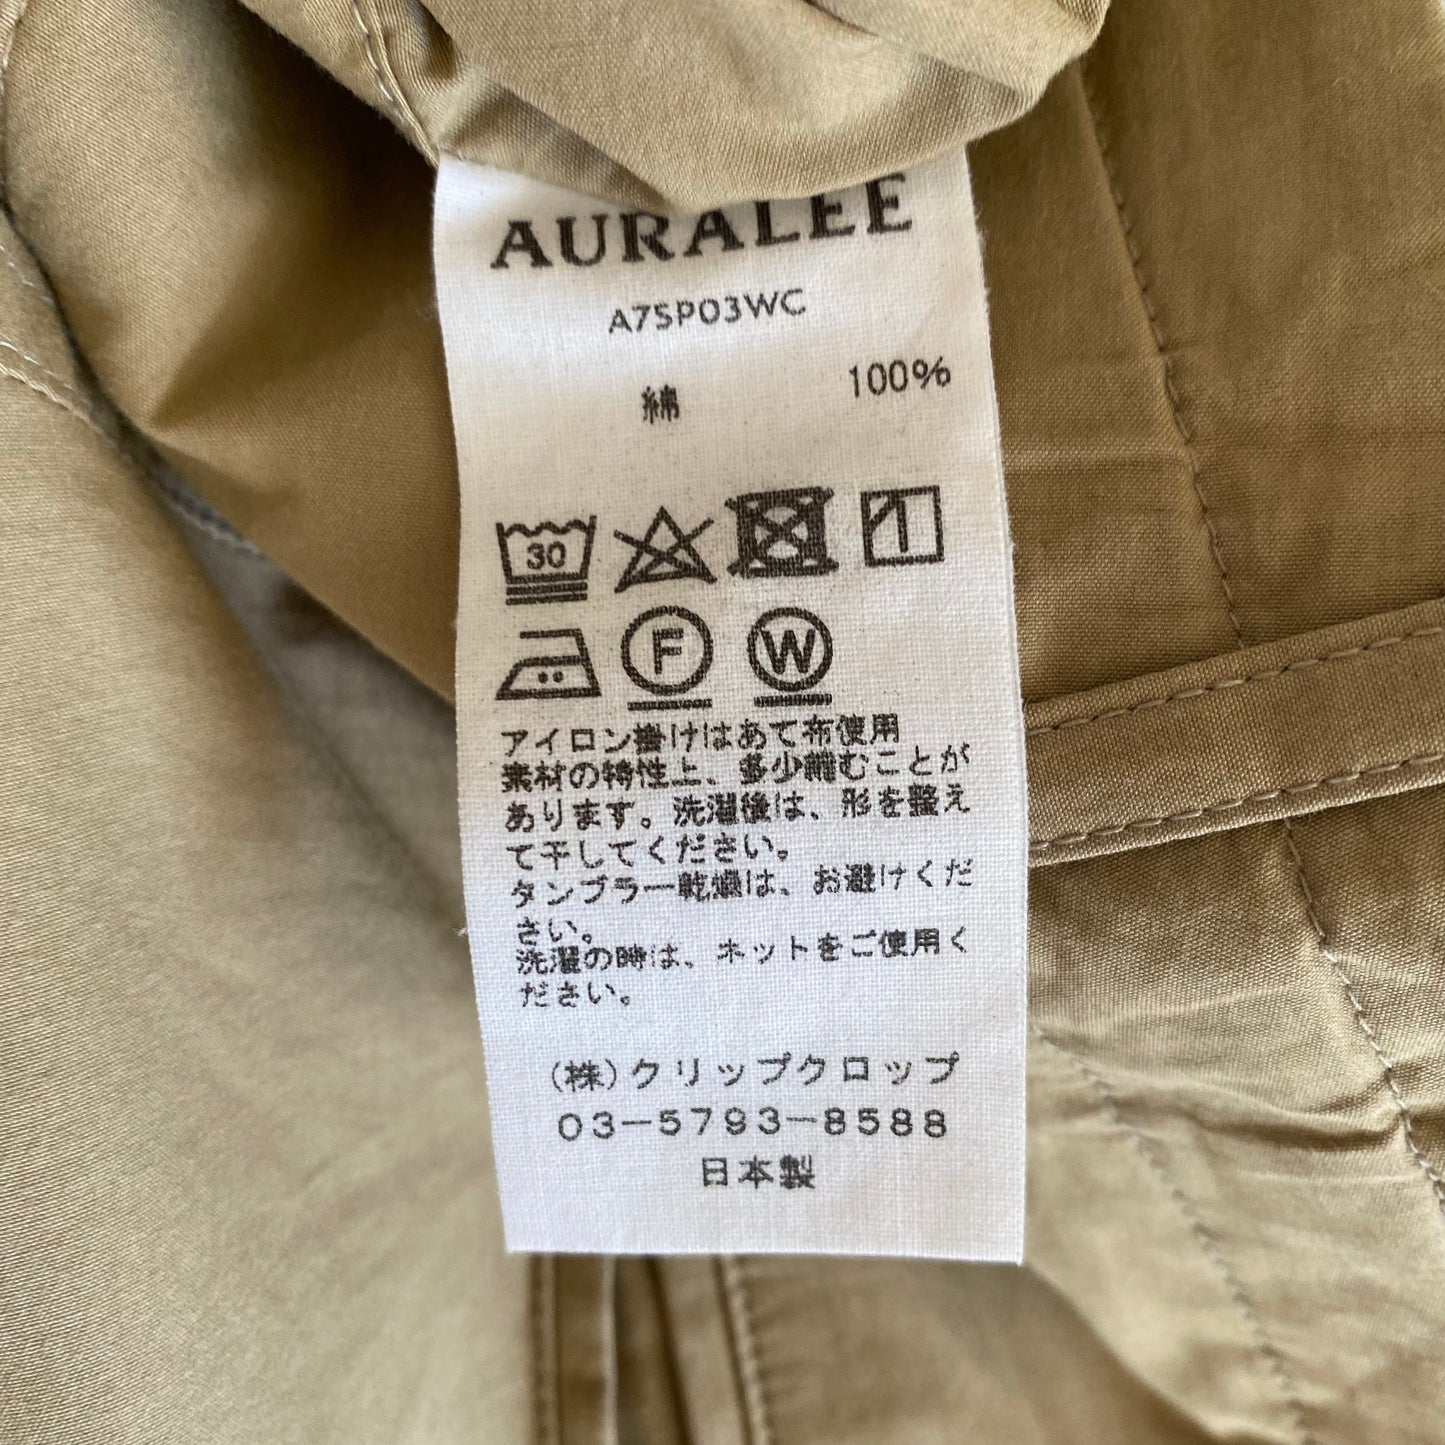 AURALEE
A7SP03WC
綿 100%
30
F W
アイロン掛けはあて布使用
素材の特性上、多少縮むことが
あります。洗濯後は、形を整え
て干してください。
タンブラー乾燥は、お避けくだ
さい。
洗濯の時は、ネットをご使用く
ださい。
(株)クリップクロップ
03-5793-8588
日本製